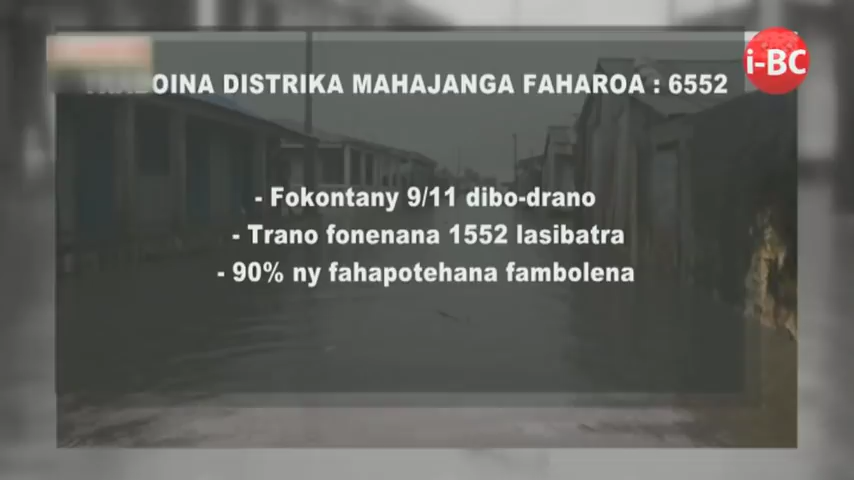 i-BC
DISTRIKA MAHAJANGA FAHAROA : 6552
- Fokontany 9/11 dibo-drano
- Trano fonenana 1552 lasibatra
- 90% ny fahapotehana fambolena